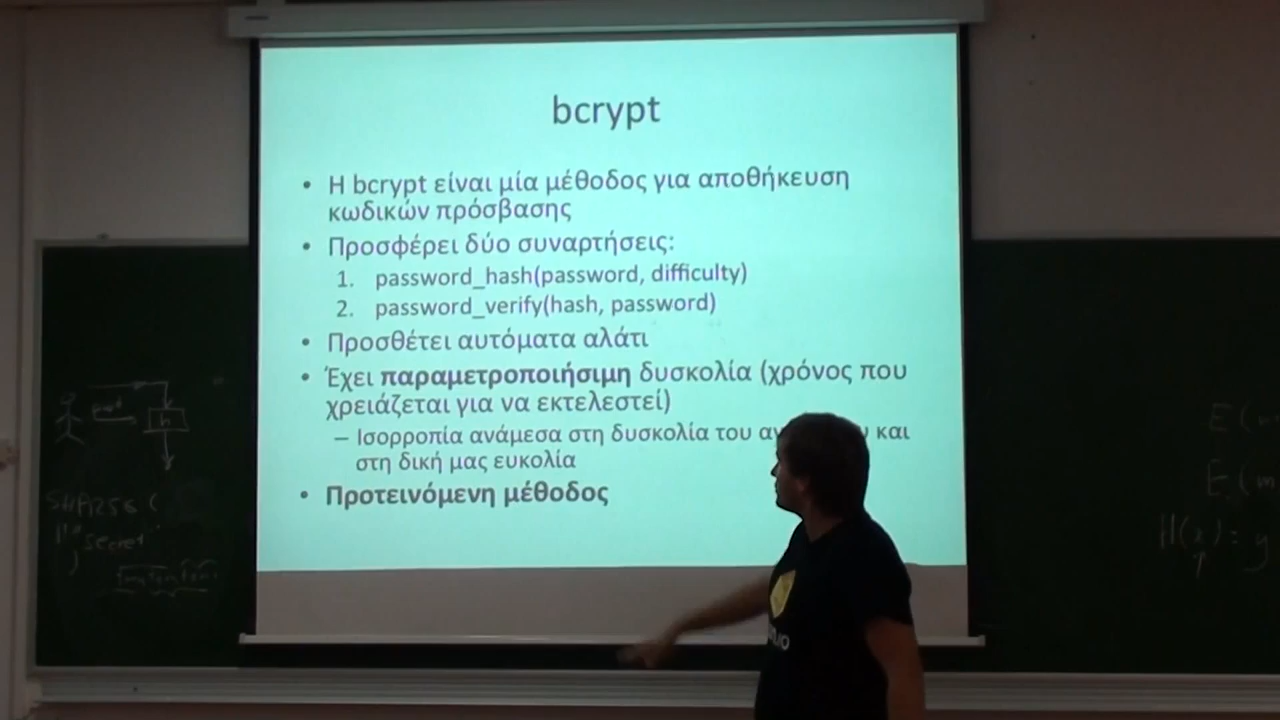 bcrypt
• Η bcrypt είναι μία μέθοδος για αποθήκευση
κωδικών πρόσβασης
• Προσφέρει δύο συναρτήσεις:
1. password_hash(password, difficulty)
2. password_verify(hash, password)
• Προσθέτει αυτόματα αλάτι
• Έχει παραμετροποιήσιμη δυσκολία (χρόνος που
χρειάζεται για να εκτελεστεί)
– Ισορροπία ανάμεσα στη δυσκολία του και
στη δική μας ευκολία
• Προτεινόμενη μέθοδος
SHA256 (
"secret"
)
E(m
E(m
H(x) = y